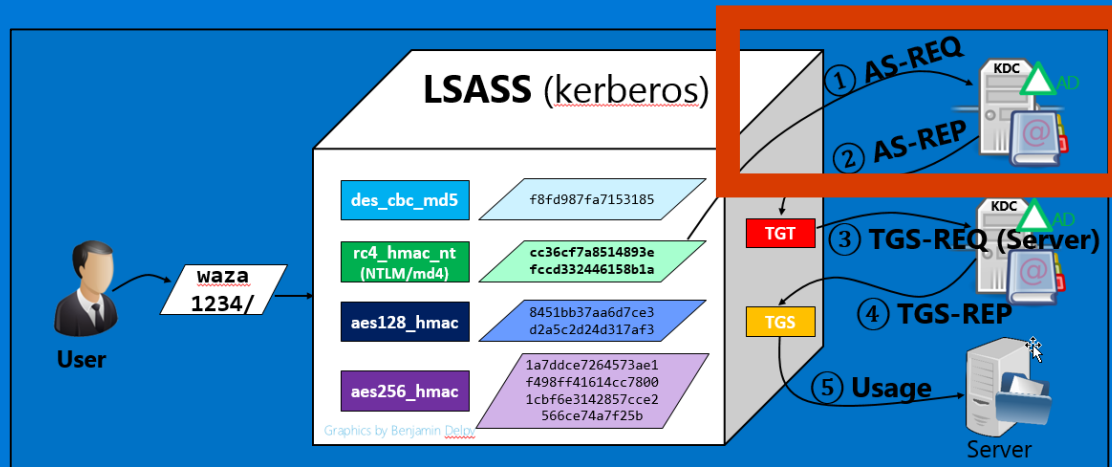 LSASS (kerberos)
① AS-REQ
KDC
AD
@
② AS-REP
des_cbc_md5
f8fd987fa7153185
rc4_hmac_nt
(NTLM/md4)
cc36cf7a8514893e
fccd332446158b1a
TGT
KDC
AD
③ TGS-REQ (Server)
@
waza
1234/
User
aes128_hmac
8451bb37aa6d7ce3
d2a5c2d24d317af3
TGS
④ TGS-REP
aes256_hmac
1a7ddce7264573ae1
f498ff41614cc7800
1cbf6e3142857cce2
566ce74a7f25b
⑤ Usage
Server
Graphics by Benjamin Delpy